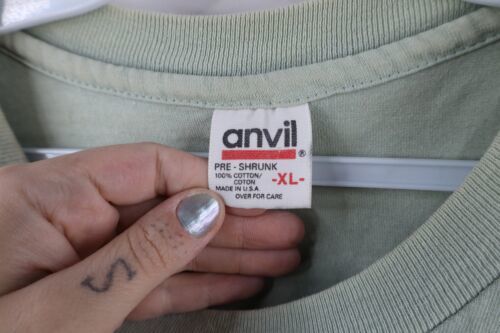 anvil
®
PRE - SHRUNK
100% COTTON/
COTON
MADE IN U.S.A.
-XL-
OVER FOR CARE
S